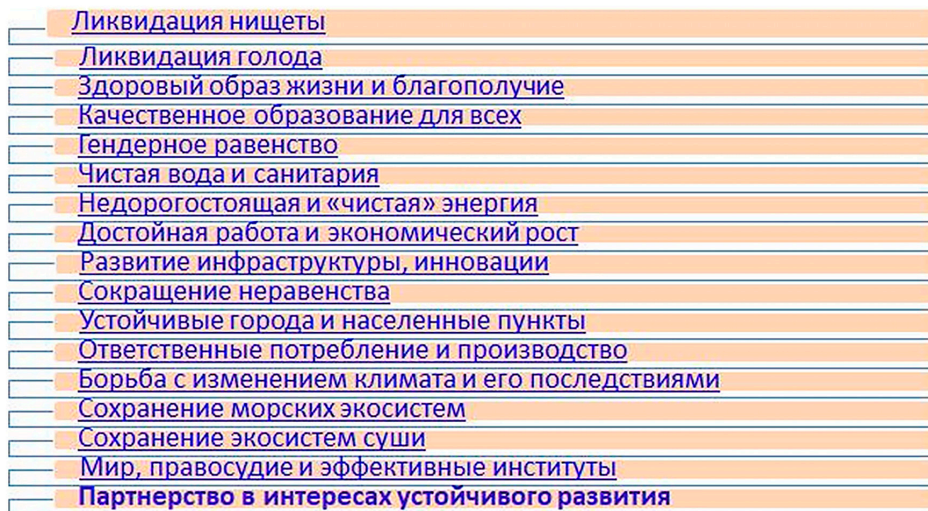 Ликвидация нищеты
Ликвидация голода
Здоровый образ жизни и благополучие
Качественное образование для всех
Гендерное равенство
Чистая вода и санитария
Недорогостоящая и «чистая» энергия
Достойная работа и экономический рост
Развитие инфраструктуры, инновации
Сокращение неравенства
Устойчивые города и населенные пункты
Ответственные потребление и производство
Борьба с изменением климата и его последствиями
Сохранение морских экосистем
Сохранение экосистем суши
Мир, правосудие и эффективные институты
Партнерство в интересах устойчивого развития